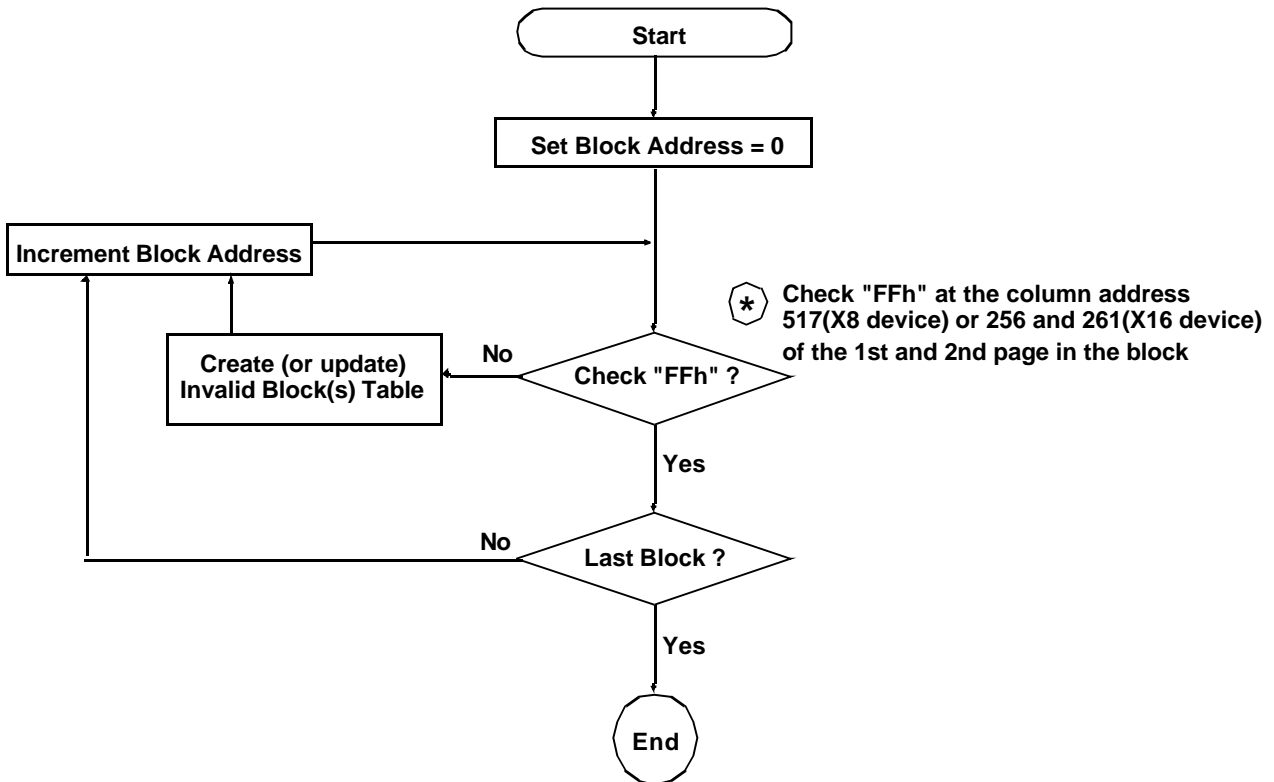 Start
Set Block Address = 0
Increment Block Address
* Check "FFh" at the column address
517(X8 device) or 256 and 261(X16 device)
of the 1st and 2nd page in the block
No
Create (or update)
Invalid Block(s) Table
Check "FFh" ?
Yes
No
Last Block ?
Yes
End